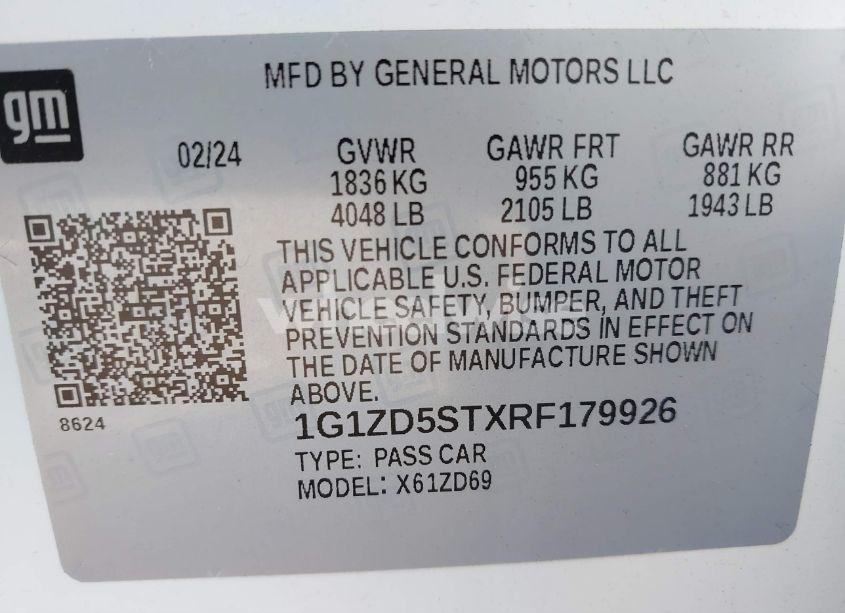 MFD BY GENERAL MOTORS LLC
gm
02/24 GVWR GAWR FRT GAWR RR
1836 KG 955 KG 881 KG
4048 LB 2105 LB 1943 LB
THIS VEHICLE CONFORMS TO ALL
APPLICABLE U.S. FEDERAL MOTOR
VEHICLE SAFETY, BUMPER, AND THEFT
PREVENTION STANDARDS IN EFFECT ON
THE DATE OF MANUFACTURE SHOWN
ABOVE.
8624
1G1ZD5STXRF179926
TYPE: PASS CAR
MODEL: X61ZD69